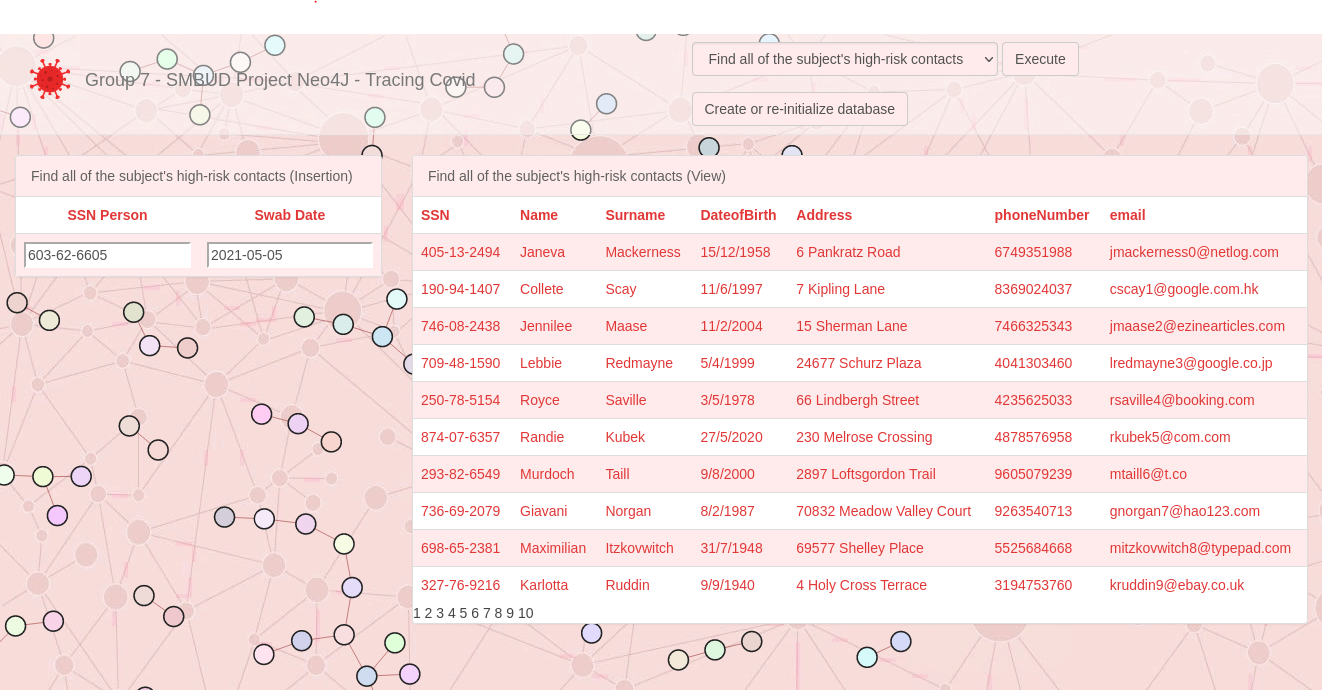 Group 7 - SMBUD Project Neo4J - Tracing Covid
Find all of the subject's high-risk contacts
Execute
Create or re-initialize database
Find all of the subject's high-risk contacts (Insertion)
SSN Person Swab Date
603-62-6605 2021-05-05
Find all of the subject's high-risk contacts (View)
SSN Name Surname DateofBirth Address phoneNumber email
405-13-2494 Janeva Mackerness 15/12/1958 6 Pankratz Road 6749351988 jmackerness0@netlog.com
190-94-1407 Collete Scay 11/6/1997 7 Kipling Lane 8369024037 cscay1@google.com.hk
746-08-2438 Jennilee Maase 11/2/2004 15 Sherman Lane 7466325343 jmaase2@ezinearticles.com
709-48-1590 Lebbie Redmayne 5/4/1999 24677 Schurz Plaza 4041303460 lredmayne3@google.co.jp
250-78-5154 Royce Saville 3/5/1978 66 Lindbergh Street 4235625033 rsaville4@booking.com
874-07-6357 Randie Kubek 27/5/2020 230 Melrose Crossing 4878576958 rkubek5@com.com
293-82-6549 Murdoch Taill 9/8/2000 2897 Loftsgordon Trail 9605079239 mtaill6@t.co
736-69-2079 Giavani Norgan 8/2/1987 70832 Meadow Valley Court 9263540713 gnorgan7@hao123.com
698-65-2381 Maximilian Itzkovwitch 31/7/1948 69577 Shelley Place 5525684668 mitzkovwitch8@typepad.com
327-76-9216 Karlotta Ruddin 9/9/1940 4 Holy Cross Terrace 3194753760 kruddin9@ebay.co.uk
1 2 3 4 5 6 7 8 9 10